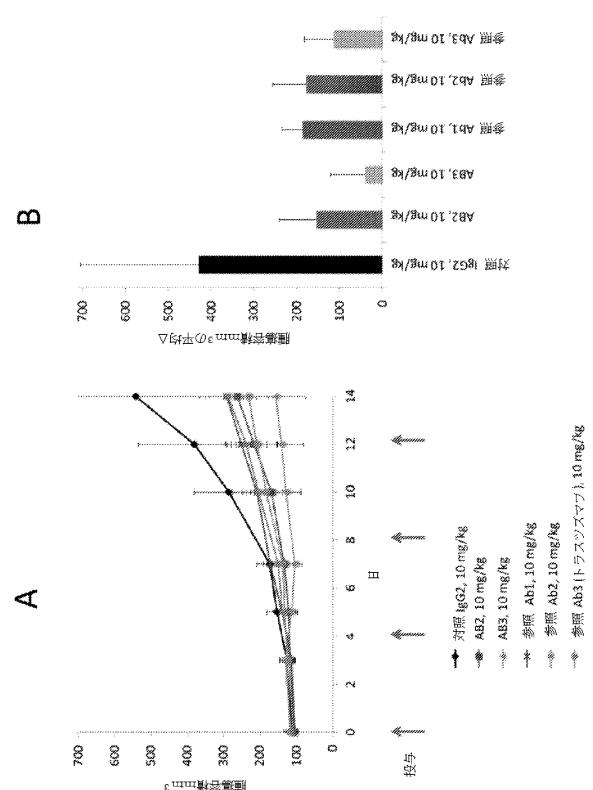 A
腫瘍容積mm³
700
600
500
400
300
200
100
0
0
2
4
6
8
10
12
14
日
投与
対照 IgG2, 10 mg/kg
AB2, 10 mg/kg
AB3, 10 mg/kg
参照 Ab1, 10 mg/kg
参照 Ab2, 10 mg/kg
参照 Ab3 (トラスツズマブ), 10 mg/kg
B
腫瘍容積mm³の平均△
700
600
500
400
300
200
100
0
対照 IgG2, 10 mg/kg
AB2, 10 mg/kg
AB3, 10 mg/kg
参照 Ab1, 10 mg/kg
参照 Ab2, 10 mg/kg
参照 Ab3, 10 mg/kg